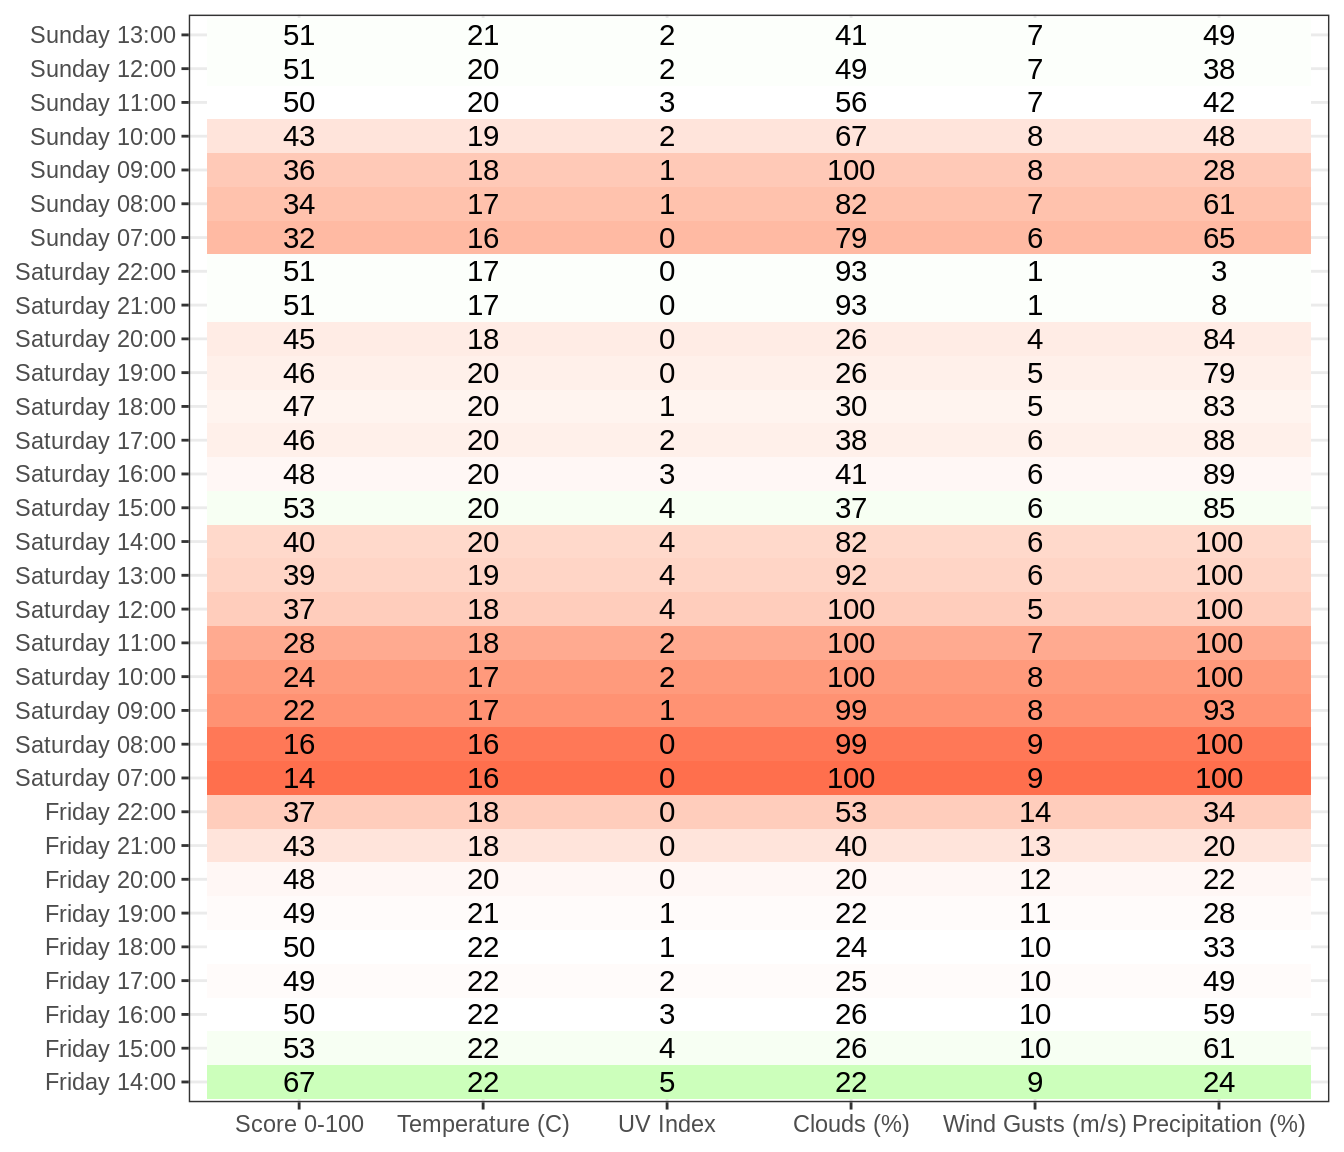 Sunday 13:00 51 21 2 41 7 49
Sunday 12:00 51 20 2 49 7 38
Sunday 11:00 50 20 3 56 7 42
Sunday 10:00 43 19 2 67 8 48
Sunday 09:00 36 18 1 100 8 28
Sunday 08:00 34 17 1 82 7 61
Sunday 07:00 32 16 0 79 6 65
Saturday 22:00 51 17 0 93 1 3
Saturday 21:00 51 17 0 93 1 8
Saturday 20:00 45 18 0 26 4 84
Saturday 19:00 46 20 0 26 5 79
Saturday 18:00 47 20 1 30 5 83
Saturday 17:00 46 20 2 38 6 88
Saturday 16:00 48 20 3 41 6 89
Saturday 15:00 53 20 4 37 6 85
Saturday 14:00 40 20 4 82 6 100
Saturday 13:00 39 19 4 92 6 100
Saturday 12:00 37 18 4 100 5 100
Saturday 11:00 28 18 2 100 7 100
Saturday 10:00 24 17 2 100 8 100
Saturday 09:00 22 17 1 99 8 93
Saturday 08:00 16 16 0 99 9 100
Saturday 07:00 14 16 0 100 9 100
Friday 22:00 37 18 0 53 14 34
Friday 21:00 43 18 0 40 13 20
Friday 20:00 48 20 0 20 12 22
Friday 19:00 49 21 1 22 11 28
Friday 18:00 50 22 1 24 10 33
Friday 17:00 49 22 2 25 10 49
Friday 16:00 50 22 3 26 10 59
Friday 15:00 53 22 4 26 10 61
Friday 14:00 67 22 5 22 9 24
Score 0-100 Temperature (C) UV Index Clouds (%) Wind Gusts (m/s) Precipitation (%)